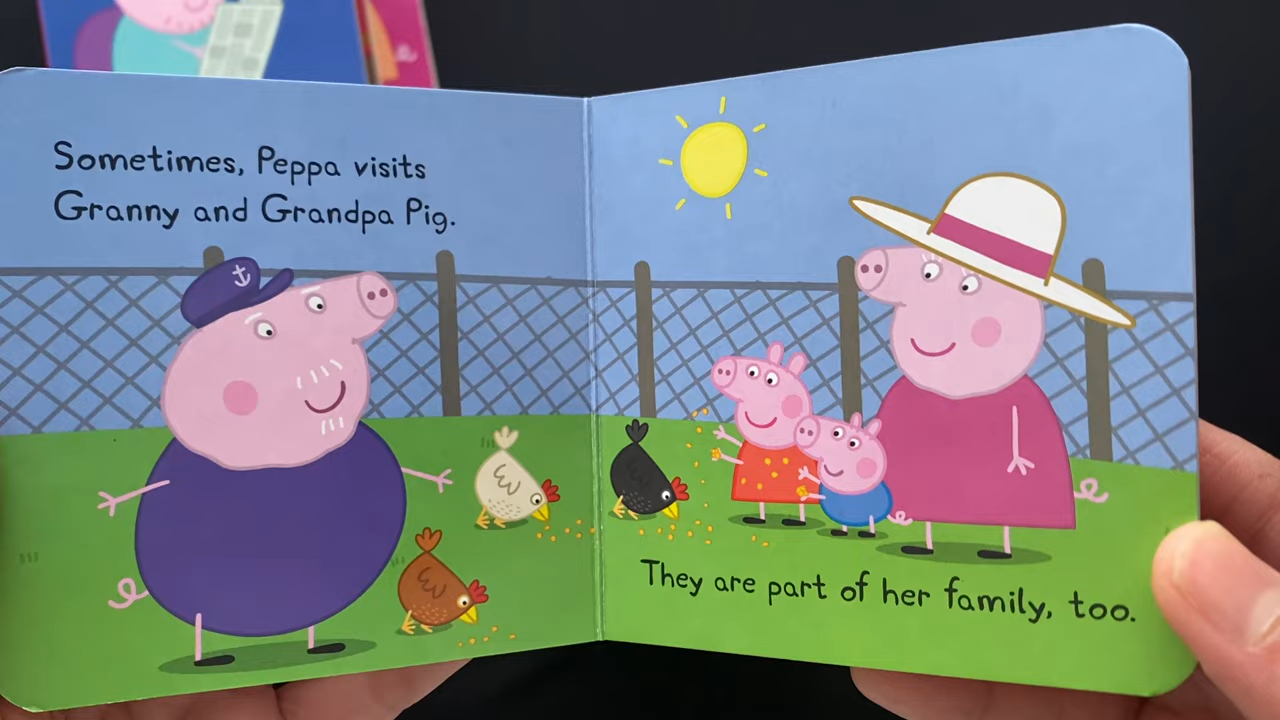 Sometimes, Peppa visits
Granny and Grandpa Pig.
They are part of her family, too.